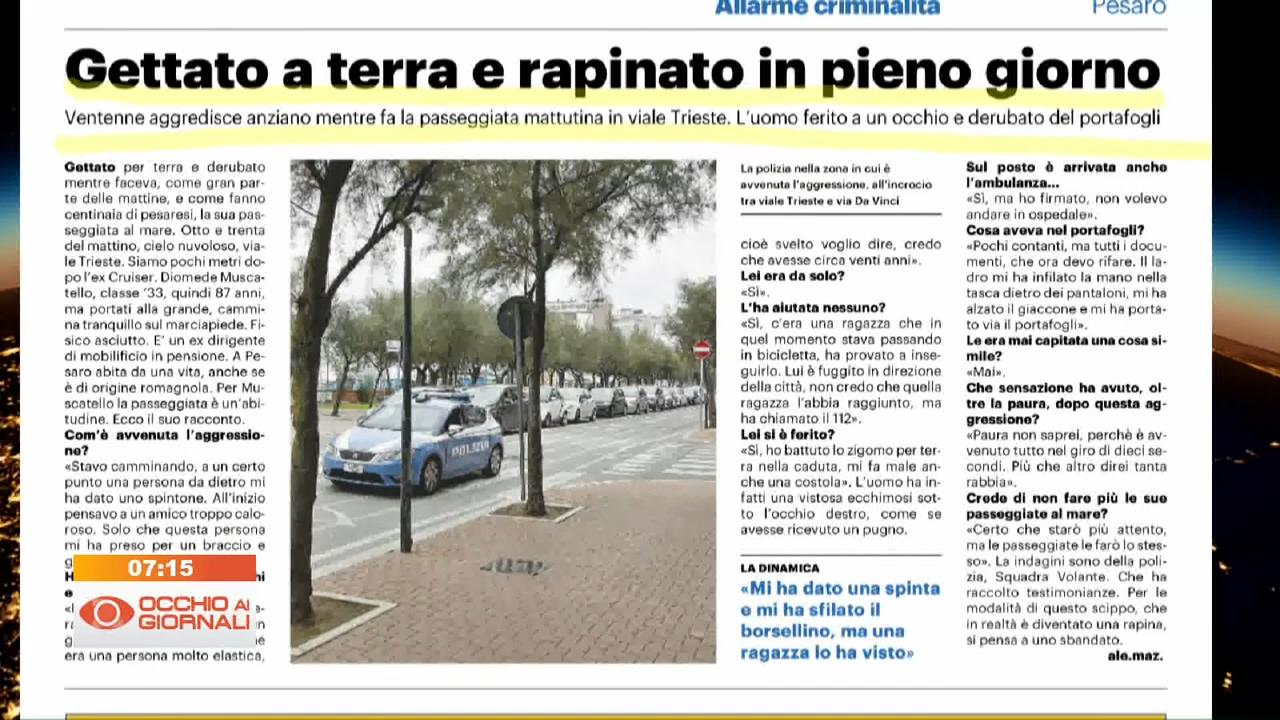 Allarme criminalità
Pesaro
Gettato a terra e rapinato in pieno giorno
Ventenne aggredisce anziano mentre fa la passeggiata mattutina in viale Trieste. L'uomo ferito a un occhio e derubato del portafogli
Gettato per terra e derubato
mentre faceva, come gran par-
te delle mattine, e come fanno
centinaia di pesaresi, la sua pas-
seggiata al mare. Otto e trenta
del mattino, cielo nuvoloso, via-
le Trieste. Siamo pochi metri do-
po l'ex Cruiser. Diomede Musca-
tello, classe '33, quindi 87 anni,
ma portati alla grande, cammi-
na tranquillo sul marciapiede. Fi-
sico asciutto. E' un ex dirigente
di mobilificio in pensione. A Pe-
saro abita da una vita, anche se
è di origine romagnola. Per Mu-
scatello la passeggiata è un'abi-
tudine. Ecco il suo racconto.
Com'è avvenuta l'aggressio-
ne?
«Stavo camminando, a un certo
punto una persona da dietro mi
ha dato uno spintone. All'inizio
pensavo a un amico troppo calo-
roso. Solo che questa persona
mi ha preso per un braccio e
07:15
OCCHIO AI
GIORNALI
era una persona molto elastica,
POLIZIA
La polizia nella zona in cui è
avvenuta l'aggressione, all'incrocio
tra viale Trieste e via Da Vinci
cioè svelto voglio dire, credo
che avesse circa venti anni».
Lei era da solo?
«Sì».
L'ha aiutata nessuno?
«Sì, c'era una ragazza che in
quel momento stava passando
in bicicletta, ha provato a inse-
guirlo. Lui è fuggito in direzione
della città, non credo che quella
ragazza l'abbia raggiunto, ma
ha chiamato il 112».
Lei si è ferito?
«Sì, ho battuto lo zigomo per ter-
ra nella caduta, mi fa male an-
che una costola». L'uomo ha in-
fatti una vistosa ecchimosi sot-
to l'occhio destro, come se
avesse ricevuto un pugno.
LA DINAMICA
«Mi ha dato una spinta
e mi ha sfilato il
borsellino, ma una
ragazza lo ha visto»
Sul posto è arrivata anche
l'ambulanza...
«Sì, ma ho firmato, non volevo
andare in ospedale».
Cosa aveva nel portafogli?
«Pochi contanti, ma tutti i docu-
menti, che ora devo rifare. Il la-
dro mi ha infilato la mano nella
tasca dietro dei pantaloni, mi ha
alzato il giaccone e mi ha porta-
to via il portafogli».
Le era mai capitata una cosa si-
mile?
«Mai».
Che sensazione ha avuto, ol-
tre la paura, dopo questa ag-
gressione?
«Paura non saprei, perchè è av-
venuto tutto nel giro di dieci se-
condi. Più che altro direi tanta
rabbia».
Crede di non fare più le sue
passeggiate al mare?
«Certo che starò più attento,
ma le passeggiate le farò lo stes-
so». La indagini sono della poli-
zia, Squadra Volante. Che ha
raccolto testimonianze. Per le
modalità di questo scippo, che
in realtà è diventato una rapina,
si pensa a uno sbandato.
ale.maz.